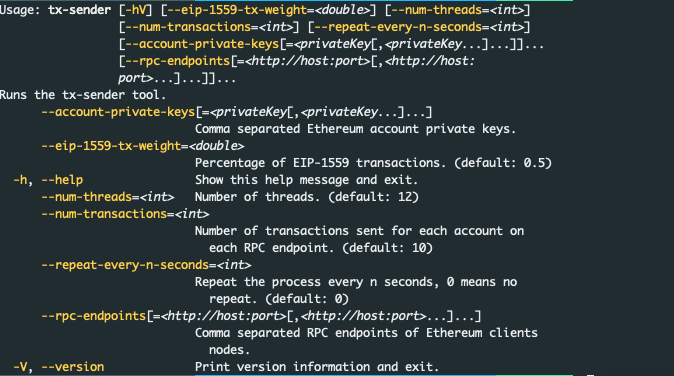 Usage: tx-sender [-hV] [--eip-1559-tx-weight=<double>] [--num-threads=<int>]
[--num-transactions=<int>] [--repeat-every-n-seconds=<int>]
[--account-private-keys[=<privateKey[,<privateKey...]...]]...
[--rpc-endpoints[=<http://host:port>[,<http://host:
port>...]...]]...
Runs the tx-sender tool.
--account-private-keys[=<privateKey[,<privateKey...]...]
Comma separated Ethereum account private keys.
--eip-1559-tx-weight=<double>
Percentage of EIP-1559 transactions. (default: 0.5)
-h, --help Show this help message and exit.
--num-threads=<int> Number of threads. (default: 12)
--num-transactions=<int>
Number of transactions sent for each account on
each RPC endpoint. (default: 10)
--repeat-every-n-seconds=<int>
Repeat the process every n seconds, 0 means no
repeat. (default: 0)
--rpc-endpoints[=<http://host:port>[,<http://host:port>...]...]
Comma separated RPC endpoints of Ethereum clients
nodes.
-V, --version Print version information and exit.